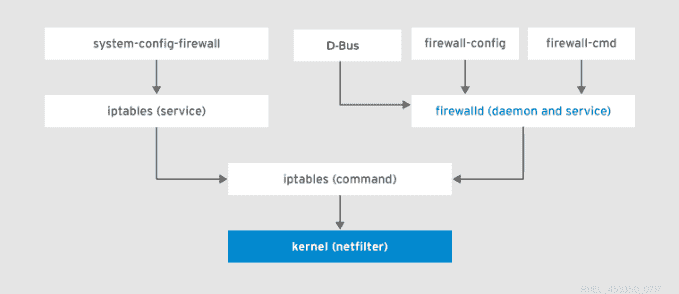 system-config-firewall
D-Bus
firewall-config
firewall-cmd
iptables (service)
firewalld (daemon and service)
iptables (command)
kernel (netfilter)